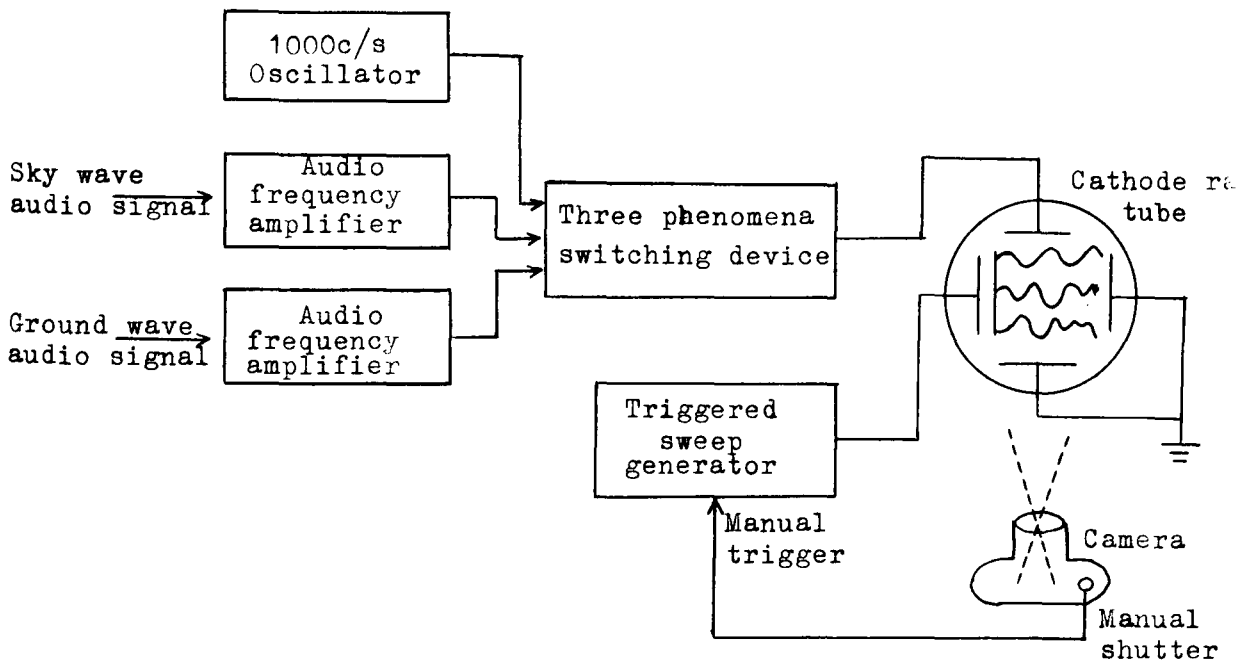 1000c/s
Oscillator
Sky wave
audio signal
Audio
frequency
amplifier
Three phenomena
switching device
Cathode
tube
Ground wave
audio signal
Audio
frequency
amplifier
Triggered
sweep
generator
Manual
trigger
Camera
Manual
shutter